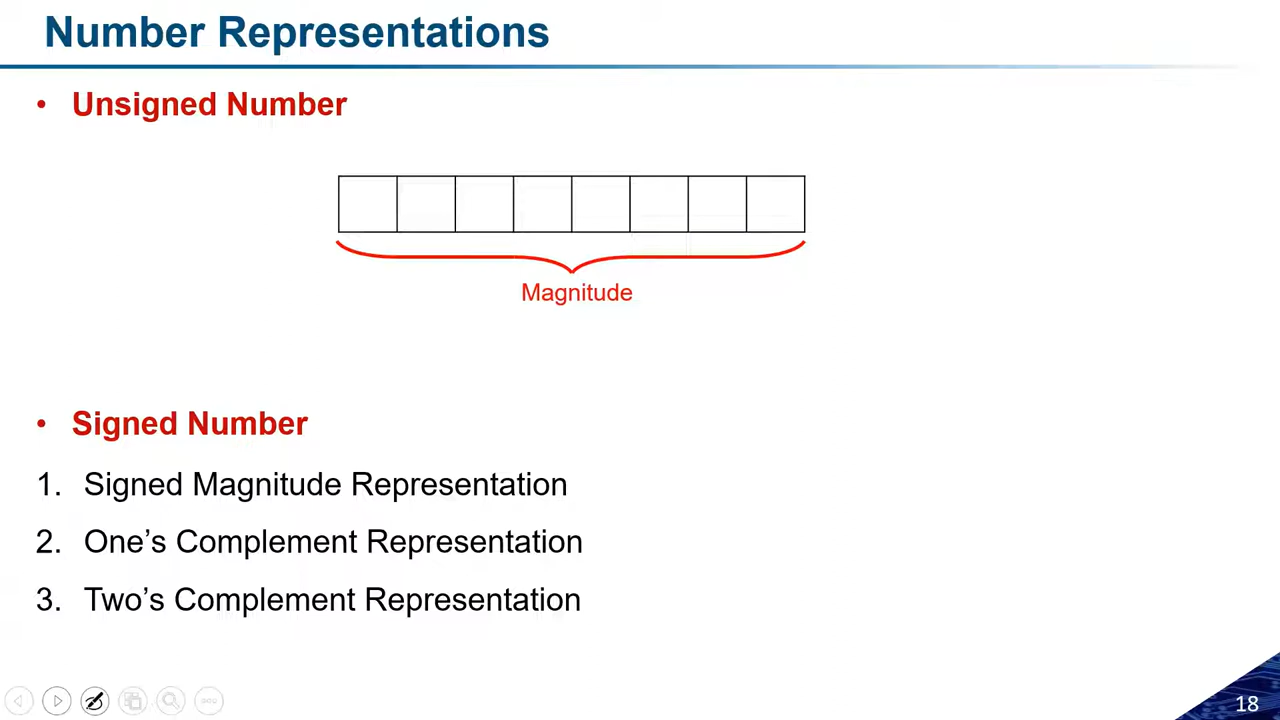 Number Representations
• Unsigned Number
Magnitude
• Signed Number
1. Signed Magnitude Representation
2. One’s Complement Representation
3. Two’s Complement Representation
18